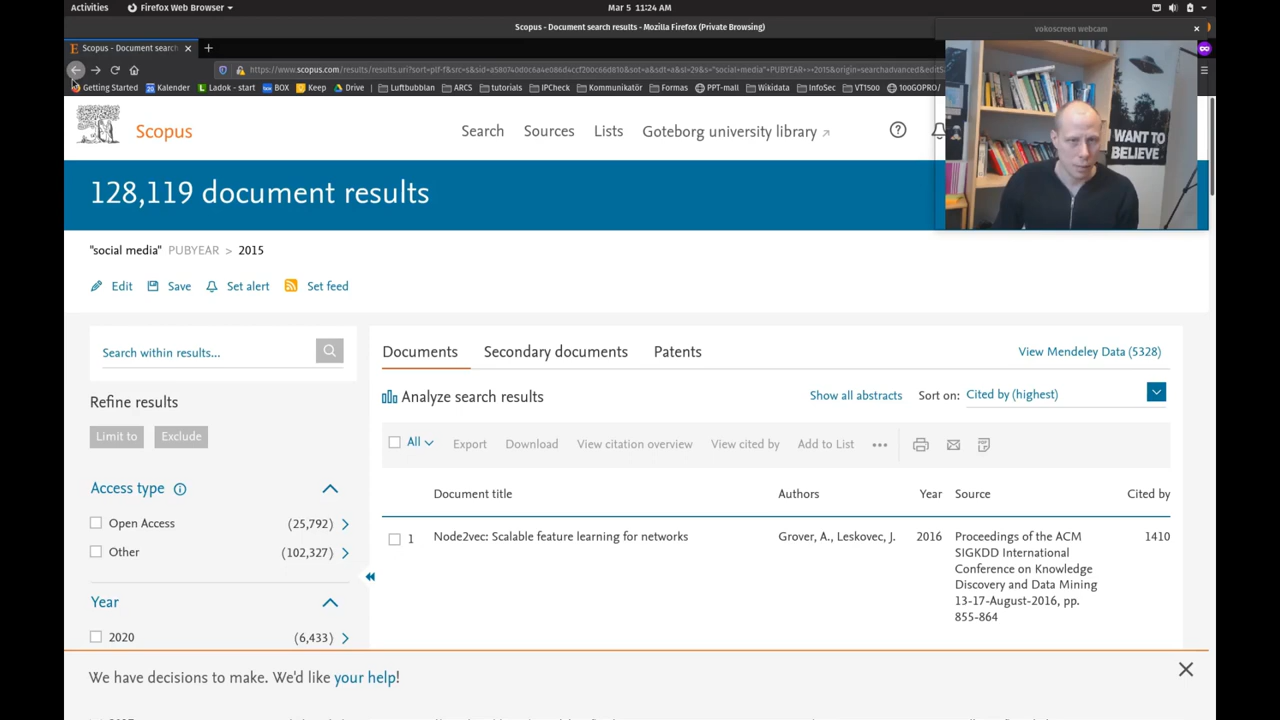 Activities
Firefox Web Browser
Mar 5 11:24 AM
Scopus - Document search results - Mozilla Firefox (Private Browsing)
vokoscreen webcam
Scopus - Document search
Getting Started
Kalender
Ladok - start
BOX
Keep
Drive
Luftbubblan
ARCS
tutorials
IPCheck
Kommunikatör
Formas
PPT-mall
Wikidata
InfoSec
VT1500
100GOPRO/
I WANT TO
BELIEVE
Scopus
Search
Sources
Lists
Goteborg university library
128,119 document results
"social media" PUBYEAR > 2015
Edit
Save
Set alert
Set feed
Search within results...
Refine results
Limit to
Exclude
Access type
Open Access (25,792)
Other (102,327)
Year
2020 (6,433)
Documents
Secondary documents
Patents
View Mendeley Data (5328)
Analyze search results
Show all abstracts
Sort on: Cited by (highest)
All
Export
Download
View citation overview
View cited by
Add to List
Document title
Authors
Year
Source
Cited by
1
Node2vec: Scalable feature learning for networks
Grover, A., Leskovec, J.
2016
Proceedings of the ACM
SIGKDD International
Conference on Knowledge
Discovery and Data Mining
13-17-August-2016, pp.
855-864
1410
We have decisions to make. We'd like your help!